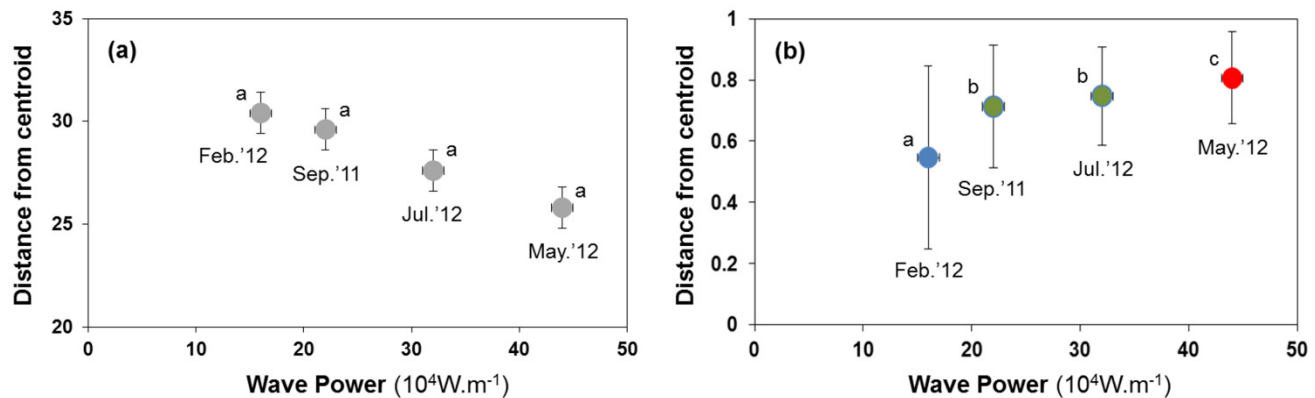 35
(a)
a
a
30
Feb.’12
Sep.’11
a
Jul.’12
a
25
May.’12
20
0
10
20
30
40
50
Distance from centroid
Wave Power (10⁴W.m⁻¹)
1
(b)
c
0.8
b
b
May.’12
0.6
a
Jul.’12
Sep.’11
0.4
Feb.’12
0.2
0
0
10
20
30
40
50
Distance from centroid
Wave Power (10⁴W.m⁻¹)